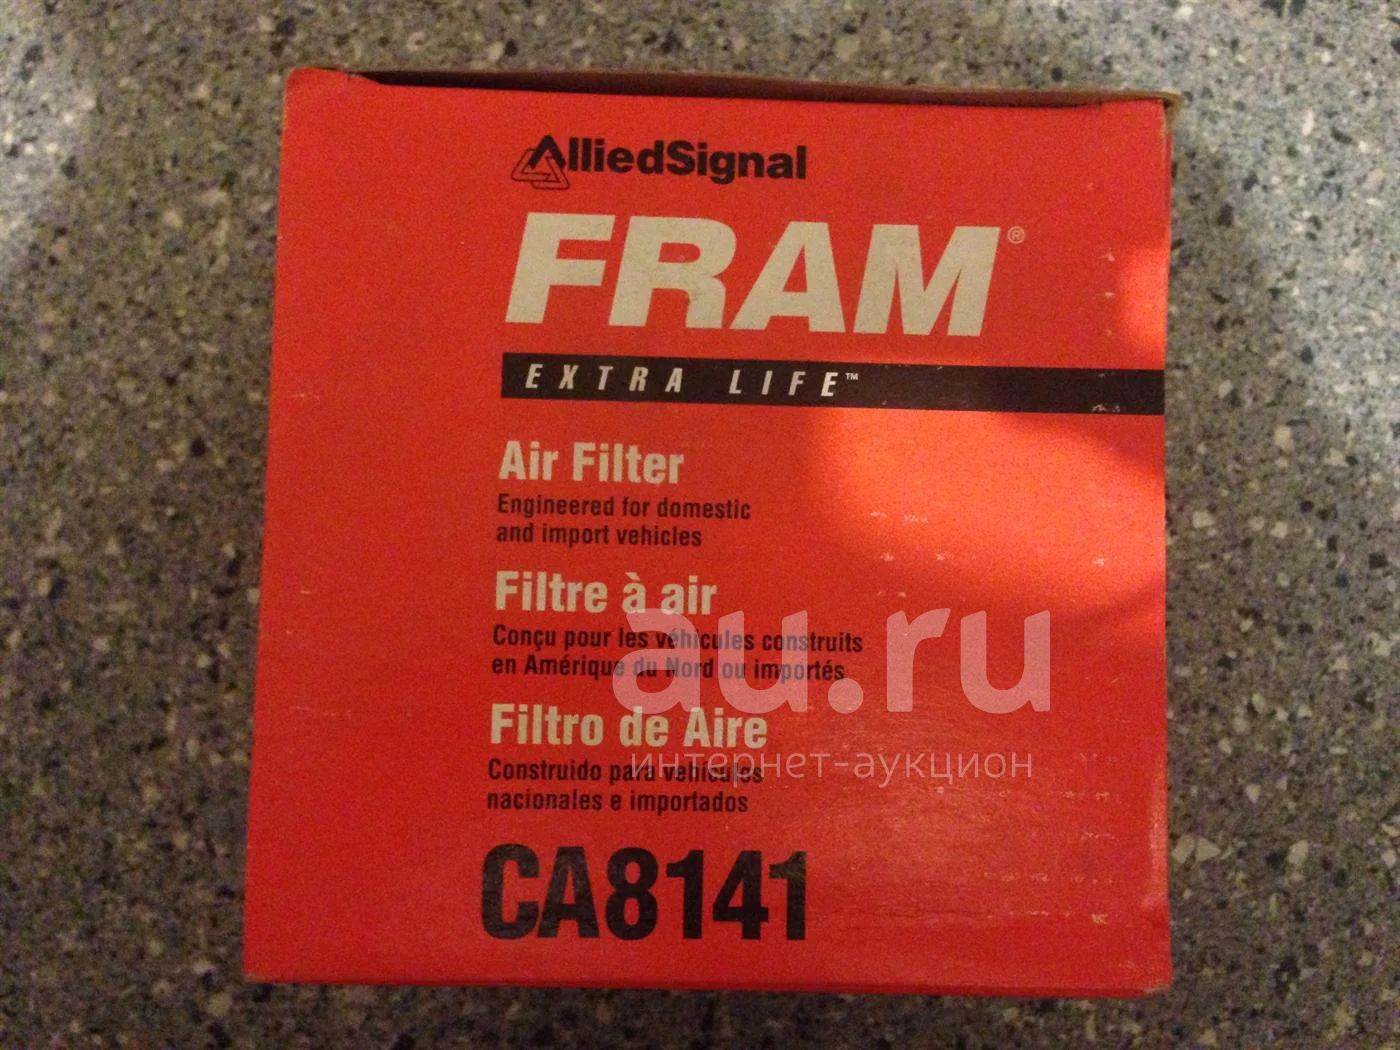 AlliedSignal
FRAM®
EXTRA LIFE™
Air Filter
Engineered for domestic
and import vehicles
Filtre à air
Conçu pour les véhicules construits
en Amérique du Nord ou importés
Filtro de Aire
Construido para vehículos
nacionales e importados
CA8141
au.ru
интернет-аукцион